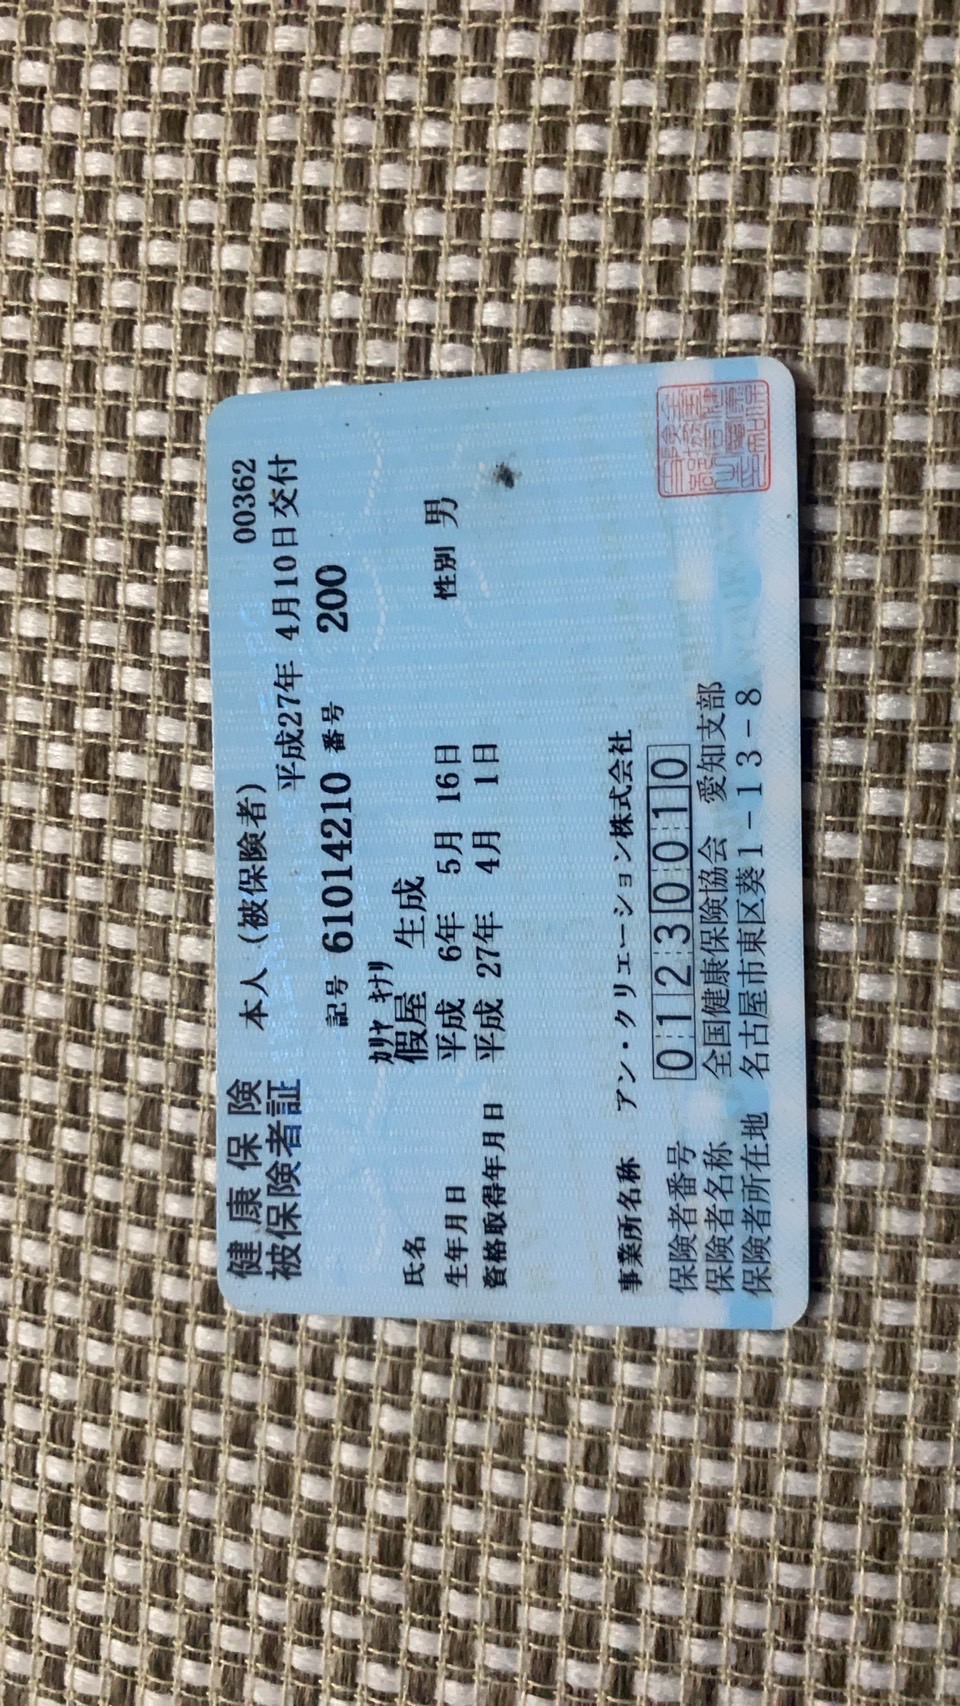 健康保険 本人（被保険者） 00362
被保険者証 平成27年 4月10日交付
記号 61014210 番号 200
ｶﾘﾔ ｷﾅﾘ
氏名 假屋 生成
生年月日 平成 6年 5月 16日 性別 男
資格取得年月日 平成 27年 4月 1日
事業所名称 アン・クリエーション株式会社
保険者番号 01230010
保険者名称 全国健康保険協会 愛知支部
保険者所在地 名古屋市東区葵1－13－8